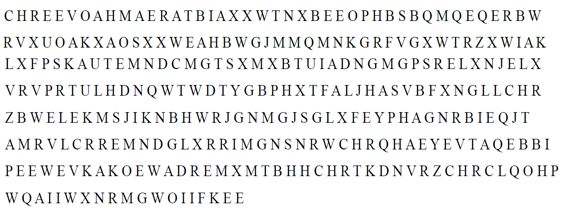 CHREEVOAHMAERATBIAXXWTNXBEEOPHBSBQMQEQERBW
RVXUOAKXAOSXXWEAHBWGJMMQMNKGRFVGXWTRZXWIAK
LXFPSKAUTEMNDCMGTSXMXBTUIADNGMGPSRELXNJELX
VRVPRTULHDNQWTWDTYGBPHXTFALJHASVBFXNGLLCHR
ZBWELEKMSJIKNBHWRJGNMGJSGLXFEYPHAGNRBIEQJT
AMRVLCRREMNDGLXRRIMGNSNRWCHRQHAEYEVTAQEBBI
PEEWEVKAKOEWADREMXMTBHHCHRTKDNVRZCHRCLQOHP
WQAIIWXNRMGWOIIFKEE